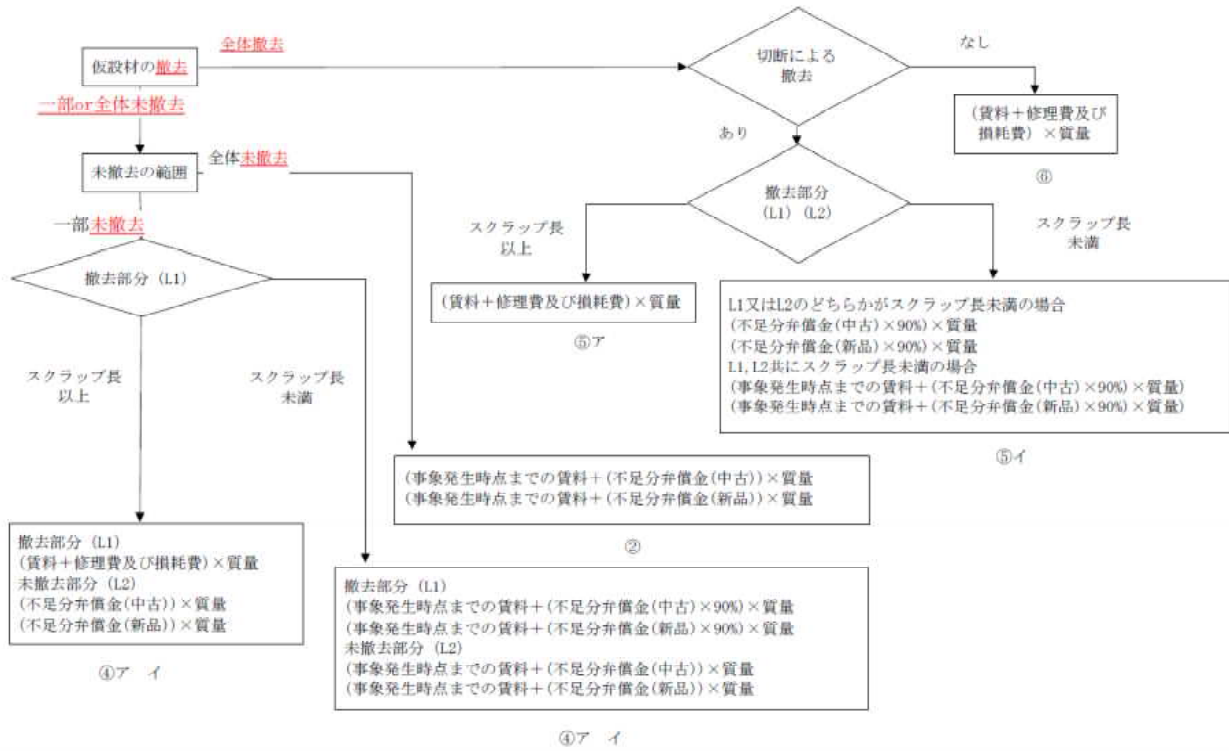 全体撤去
仮設材の撤去
切断による
撤去
なし
一部or全体未撤去
(賃料＋修理費及び
損耗費）×質量
⑥
あり
未撤去の範囲
全体未撤去
撤去部分
(L1) (L2)
スクラップ長
以上
スクラップ長
未満
一部未撤去
撤去部分（L1）
(賃料＋修理費及び損耗費)×質量
⑤ア
L1又はL2のどちらかがスクラップ長未満の場合
(不足分弁償金(中古)×90%)×質量
(不足分弁償金(新品)×90%)×質量
L1,L2共にスクラップ長未満の場合
(事象発生時点までの賃料＋(不足分弁償金(中古)×90%)×質量)
(事象発生時点までの賃料＋(不足分弁償金(新品)×90%)×質量)
⑤イ
スクラップ長
以上
スクラップ長
未満
(事象発生時点までの賃料＋(不足分弁償金(中古))×質量
(事象発生時点までの賃料＋(不足分弁償金(新品))×質量
②
撤去部分（L1）
(賃料＋修理費及び損耗費)×質量
未撤去部分（L2）
(不足分弁償金(中古))×質量
(不足分弁償金(新品))×質量
④ア　イ
撤去部分（L1）
(事象発生時点までの賃料＋(不足分弁償金(中古)×90%)×質量
(事象発生時点までの賃料＋(不足分弁償金(新品)×90%)×質量
未撤去部分（L2）
(事象発生時点までの賃料＋(不足分弁償金(中古))×質量
(事象発生時点までの賃料＋(不足分弁償金(新品))×質量
④ア　イ